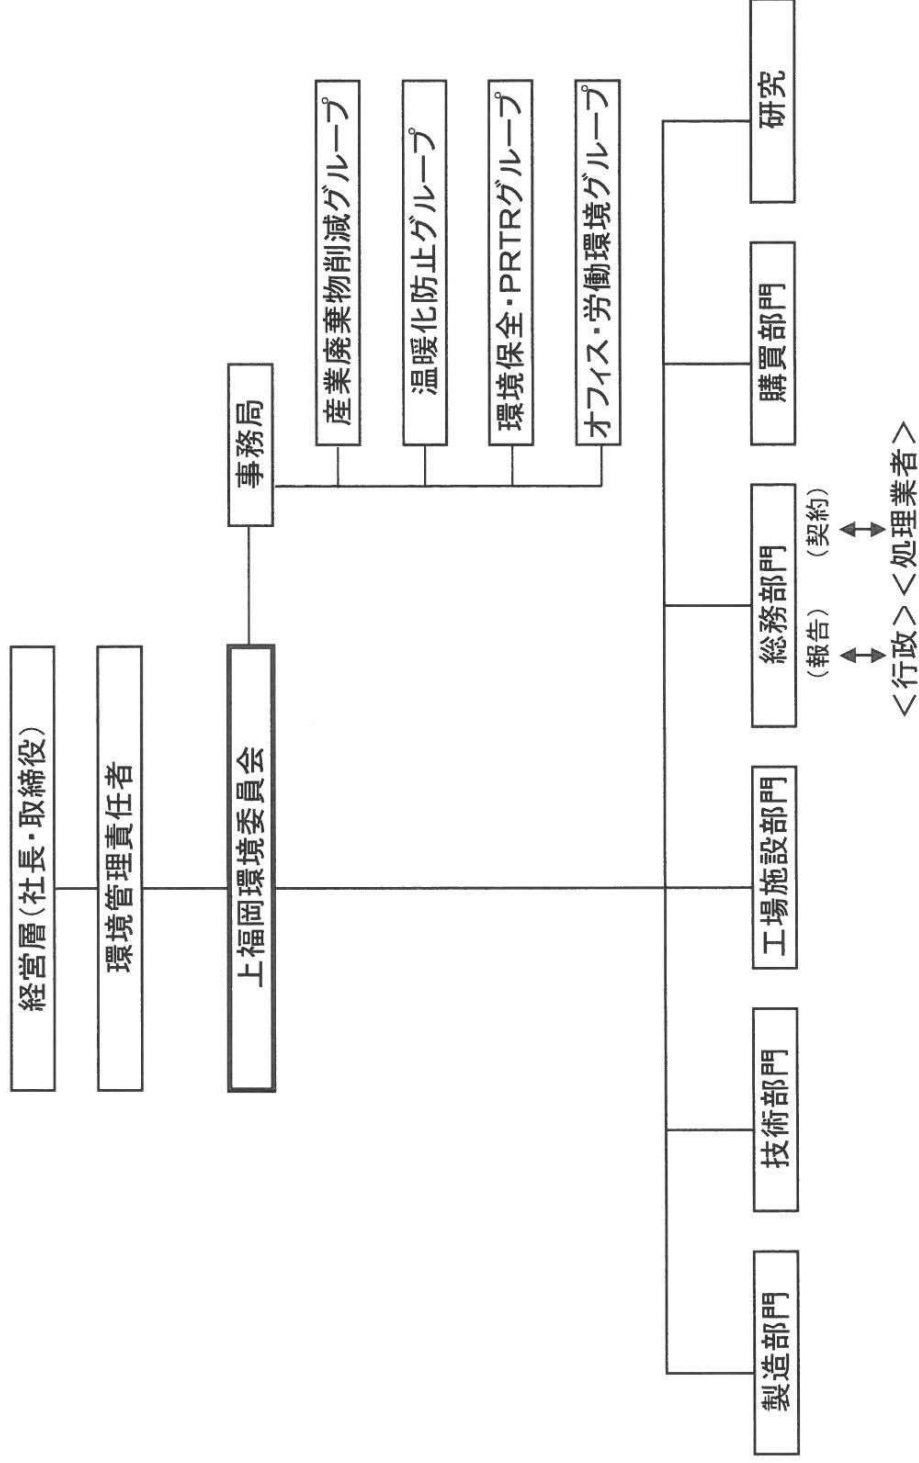 経営層(社長・取締役)
環境管理責任者
上福岡環境委員会
事務局
産業廃棄物削減グループ
温暖化防止グループ
環境保全・PRTRグループ
オフィス・労働環境グループ
製造部門
技術部門
工場施設部門
総務部門
購買部門
研究
(報告)
(契約)
<行政>
<処理業者>